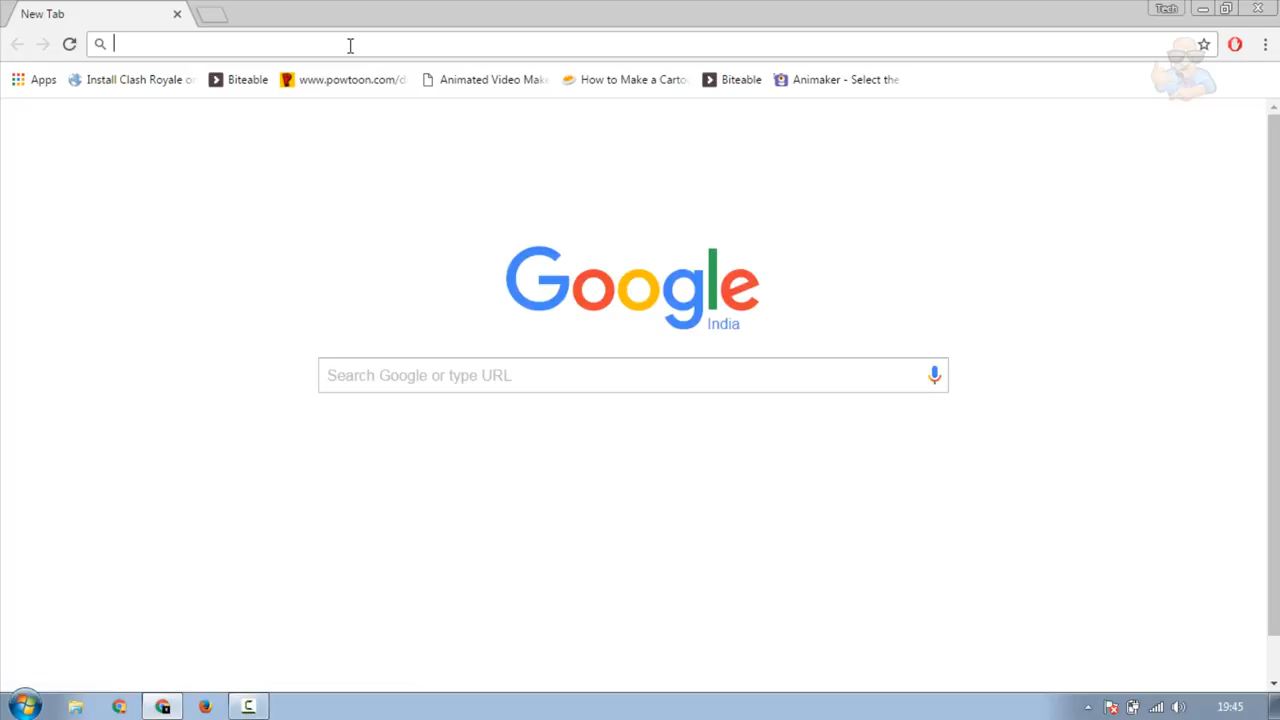 New Tab
Tech
Apps
Install Clash Royale o
Biteable
www.powtoon.com/d
Animated Video Make
How to Make a Carto
Biteable
Animaker - Select the
Google
India
Search Google or type URL
19:45